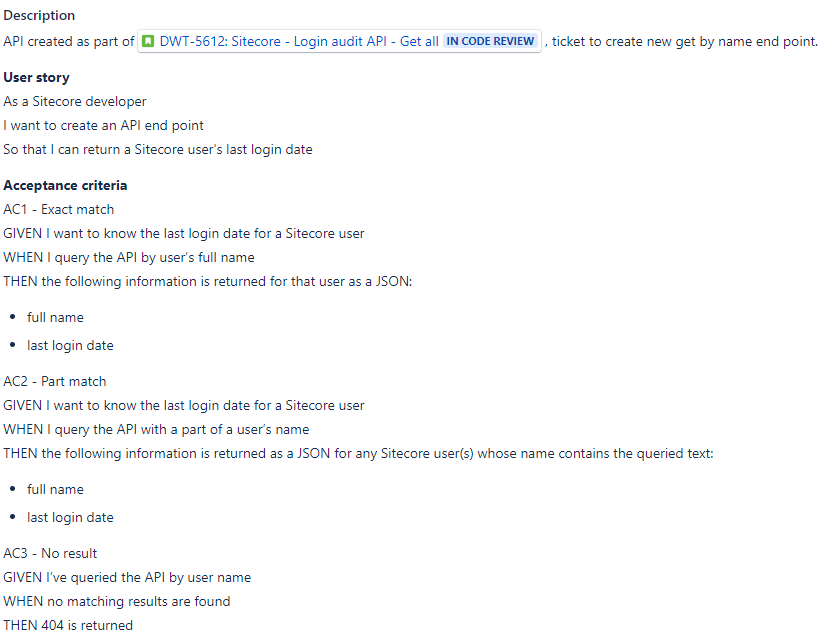 Description
API created as part of DWT-5612: Sitecore - Login audit API - Get all IN CODE REVIEW , ticket to create new get by name end point.
User story
As a Sitecore developer
I want to create an API end point
So that I can return a Sitecore user's last login date
Acceptance criteria
AC1 - Exact match
GIVEN I want to know the last login date for a Sitecore user
WHEN I query the API by user's full name
THEN the following information is returned for that user as a JSON:
• full name
• last login date
AC2 - Part match
GIVEN I want to know the last login date for a Sitecore user
WHEN I query the API with a part of a user's name
THEN the following information is returned as a JSON for any Sitecore user(s) whose name contains the queried text:
• full name
• last login date
AC3 - No result
GIVEN I've queried the API by user name
WHEN no matching results are found
THEN 404 is returned